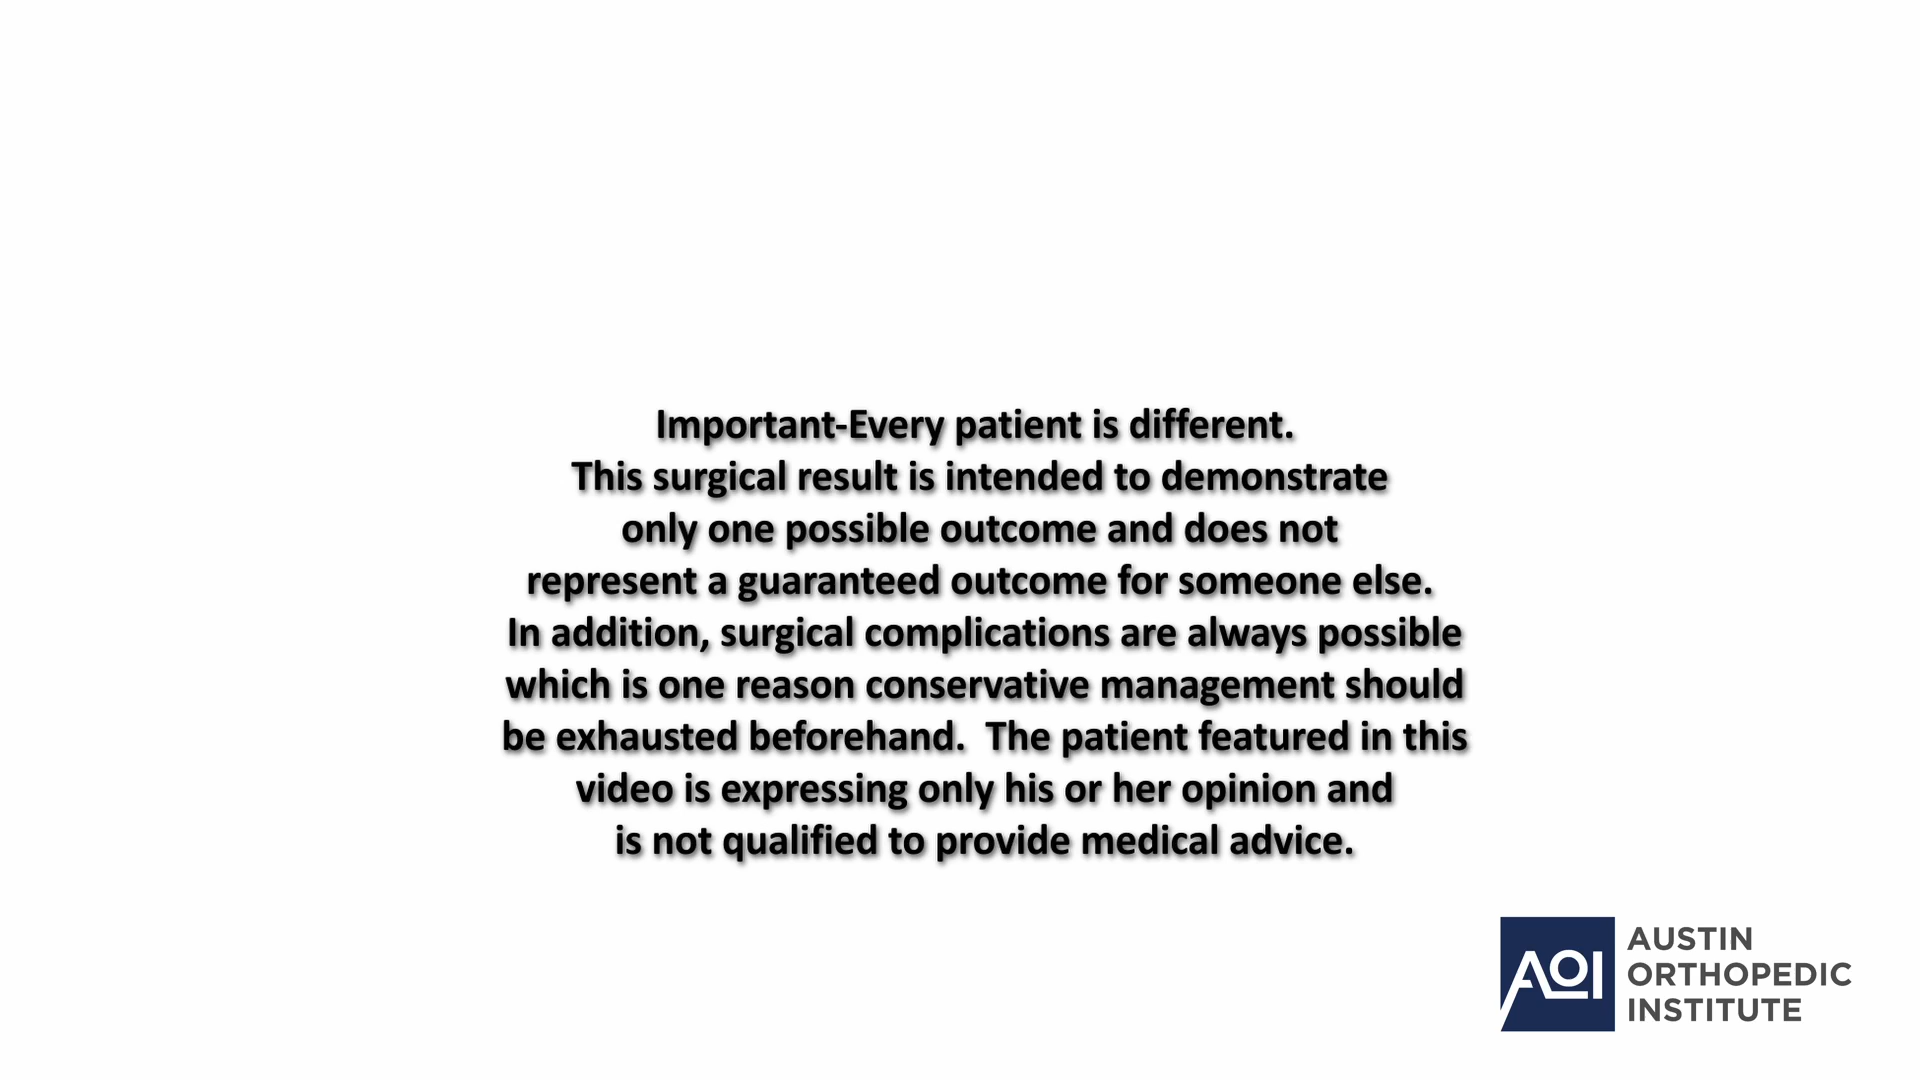 Important-Every patient is different.
This surgical result is intended to demonstrate
only one possible outcome and does not
represent a guaranteed outcome for someone else.
In addition, surgical complications are always possible
which is one reason conservative management should
be exhausted beforehand.  The patient featured in this
video is expressing only his or her opinion and
is not qualified to provide medical advice.
AOI
AUSTIN
ORTHOPEDIC
INSTITUTE